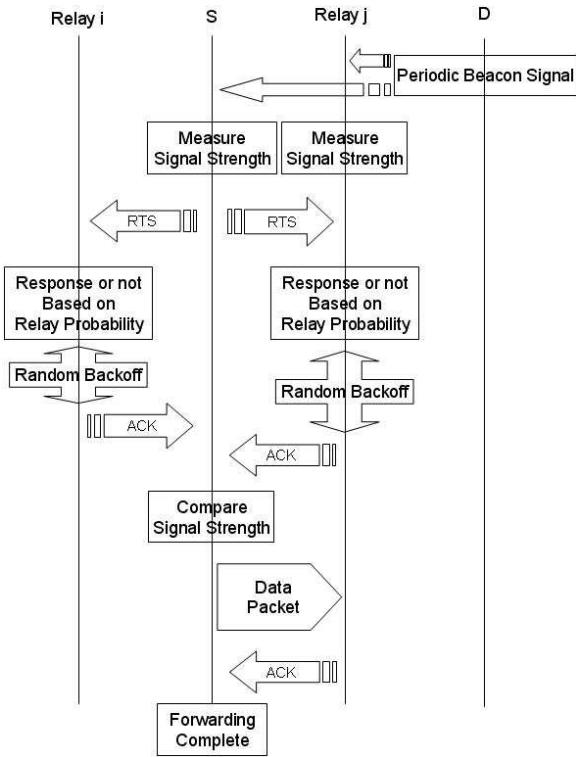 Relay i
S
Relay j
D
Periodic Beacon Signal
Measure
Signal Strength
Measure
Signal Strength
RTS
RTS
Response or not
Based on
Relay Probability
Response or not
Based on
Relay Probability
Random Backoff
Random Backoff
ACK
ACK
Compare
Signal Strength
Data
Packet
ACK
Forwarding
Complete